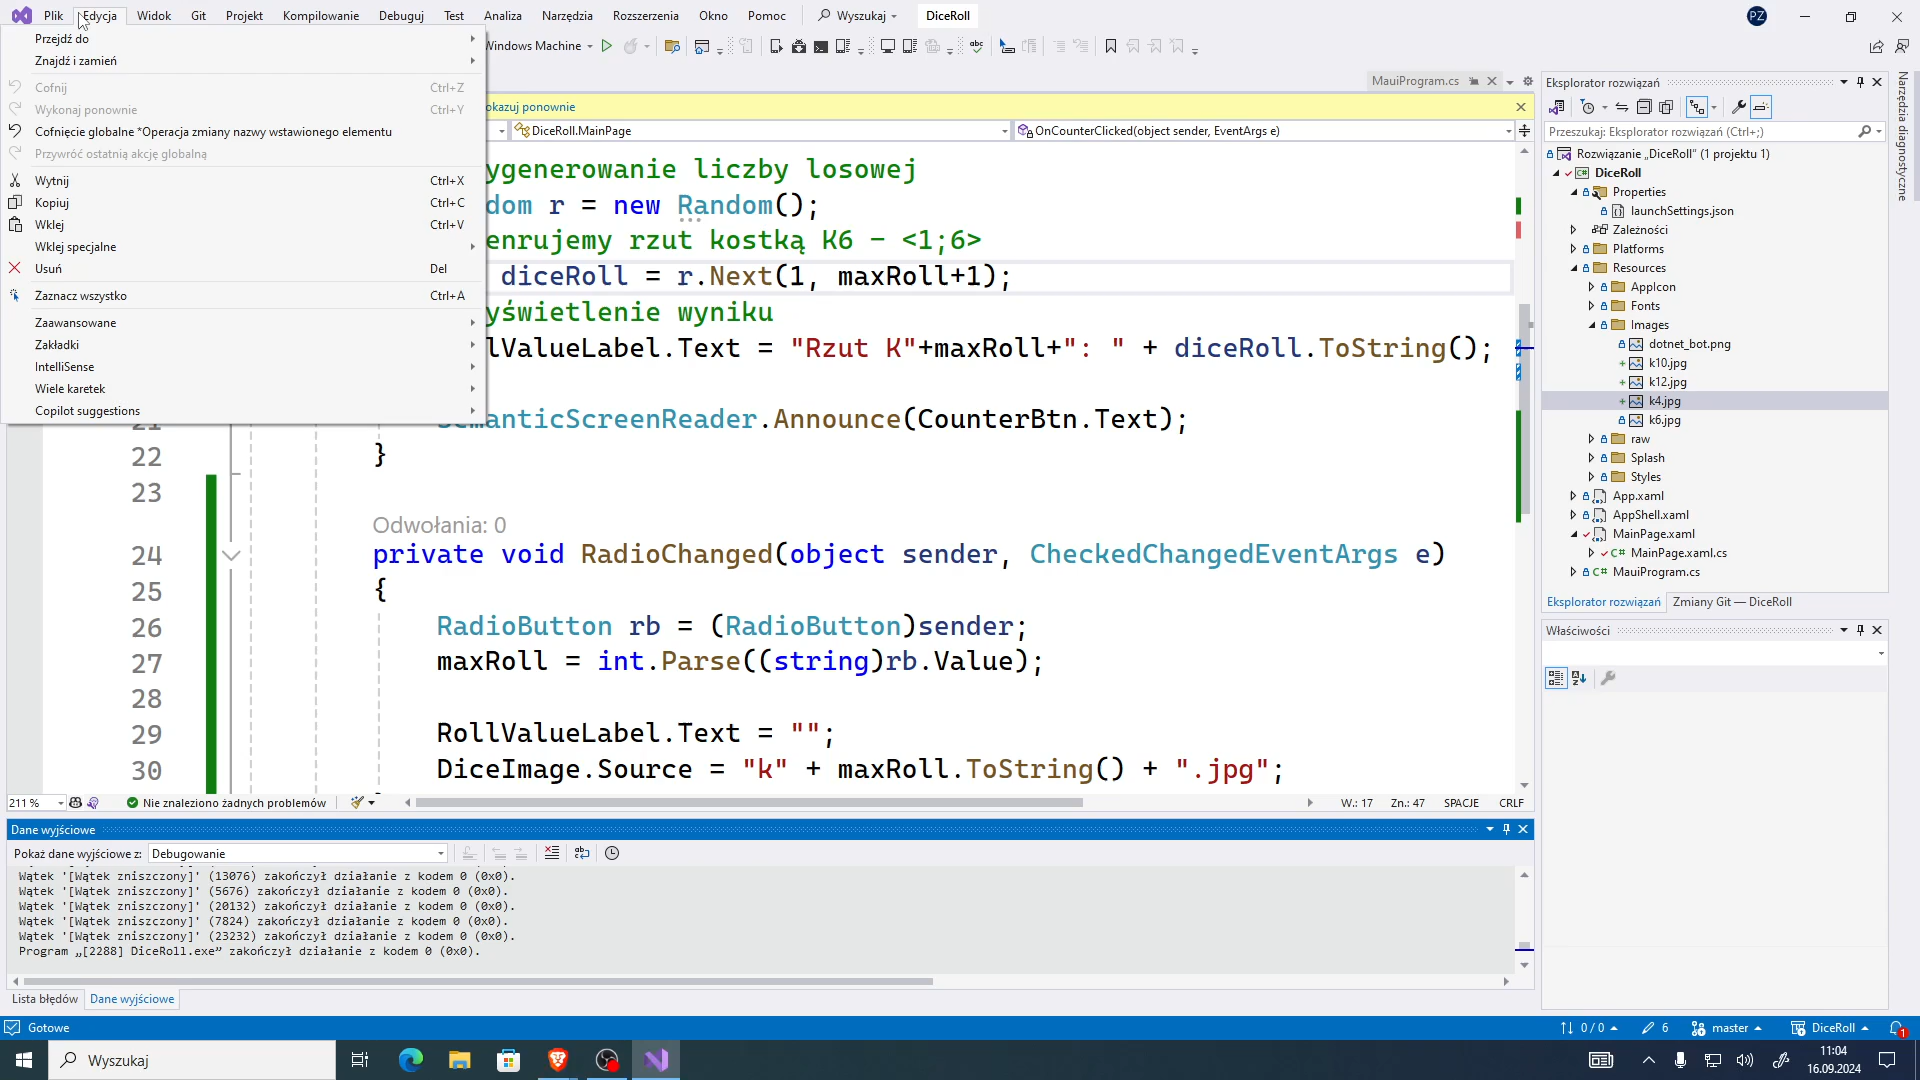 Plik Edycja Widok Git Projekt Kompilowanie Debuguj Test Analiza Narzędzia Rozszerzenia Okno Pomoc Wyszukaj DiceRoll PZ
Windows Machine
Przejdź do
Znajdź i zamień
Cofnij Ctrl+Z
Wykonaj ponownie Ctrl+Y
Cofnięcie globalne *Operacja zmiany nazwy wstawionego elementu
Przywróć ostatnią akcję globalną
Wytnij Ctrl+X
Kopiuj Ctrl+C
Wklej Ctrl+V
Wklej specjalne
Usuń Del
Zaznacz wszystko Ctrl+A
Zaawansowane
Zakładki
IntelliSense
Wiele karetek
Copilot suggestions
MauiProgram.cs
okazuj ponownie
DiceRoll.MainPage OnCounterClicked(object sender, EventArgs e)
ygenerowanie liczby losowej
dom r = new Random();
enrujemy rzut kostką K6 - <1;6>
diceRoll = r.Next(1, maxRoll+1);
yświetlenie wyniku
lValueLabel.Text = "Rzut K"+maxRoll+": " + diceRoll.ToString();
21 SemanticScreenReader.Announce(CounterBtn.Text);
22 }
23
Odwołania: 0
24 private void RadioChanged(object sender, CheckedChangedEventArgs e)
25 {
26 RadioButton rb = (RadioButton)sender;
27 maxRoll = int.Parse((string)rb.Value);
28
29 RollValueLabel.Text = "";
30 DiceImage.Source = "k" + maxRoll.ToString() + ".jpg";
211 % Nie znaleziono żadnych problemów W.: 17 Zn.: 47 SPACJE CRLF
Dane wyjściowe
Pokaż dane wyjściowe z: Debugowanie
Wątek '[Wątek zniszczony]' (13076) zakończył działanie z kodem 0 (0x0).
Wątek '[Wątek zniszczony]' (5676) zakończył działanie z kodem 0 (0x0).
Wątek '[Wątek zniszczony]' (20132) zakończył działanie z kodem 0 (0x0).
Wątek '[Wątek zniszczony]' (7824) zakończył działanie z kodem 0 (0x0).
Wątek '[Wątek zniszczony]' (23232) zakończył działanie z kodem 0 (0x0).
Program „[2288] DiceRoll.exe” zakończył działanie z kodem 0 (0x0).
Lista błędów Dane wyjściowe
Eksplorator rozwiązań
Przeszukaj: Eksplorator rozwiązań (Ctrl+;)
Rozwiązanie „DiceRoll” (1 projektu 1)
DiceRoll
Properties
launchSettings.json
Zależności
Platforms
Resources
AppIcon
Fonts
Images
dotnet_bot.png
k10.jpg
k12.jpg
k4.jpg
k6.jpg
raw
Splash
Styles
App.xaml
AppShell.xaml
MainPage.xaml
MainPage.xaml.cs
MauiProgram.cs
Eksplorator rozwiązań Zmiany Git — DiceRoll
Właściwości
Narzędzia diagnostyczne
Gotowe 0 / 0 6 master DiceRoll 1
Wyszukaj
11:04
16.09.2024